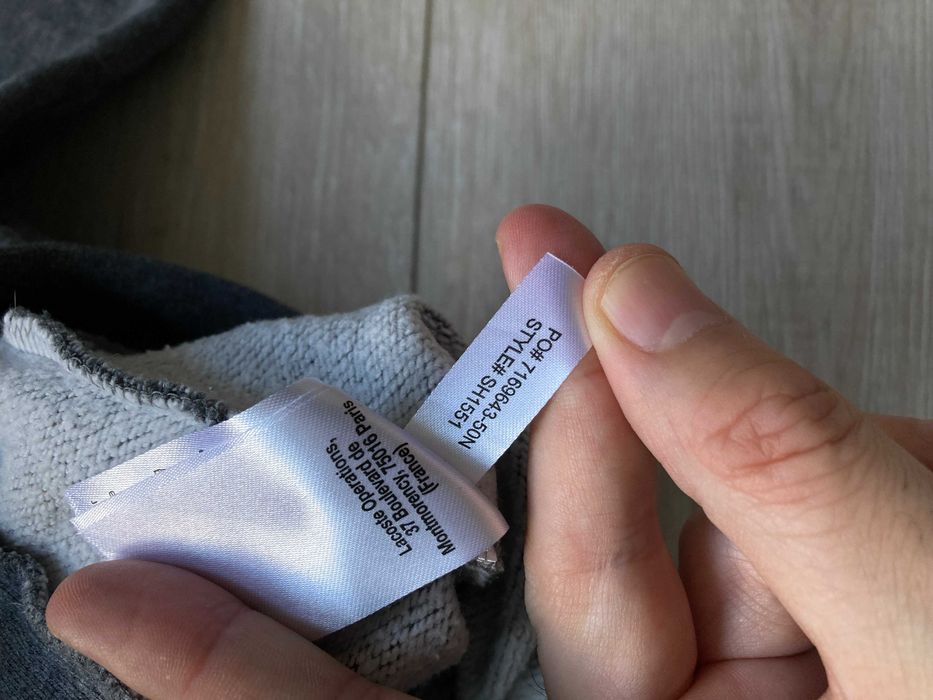 PO# 7169643-50N
STYLE# SH1551
Lacoste Operations,
37 Boulevard de
Montmorency, 75016 Paris
(France)